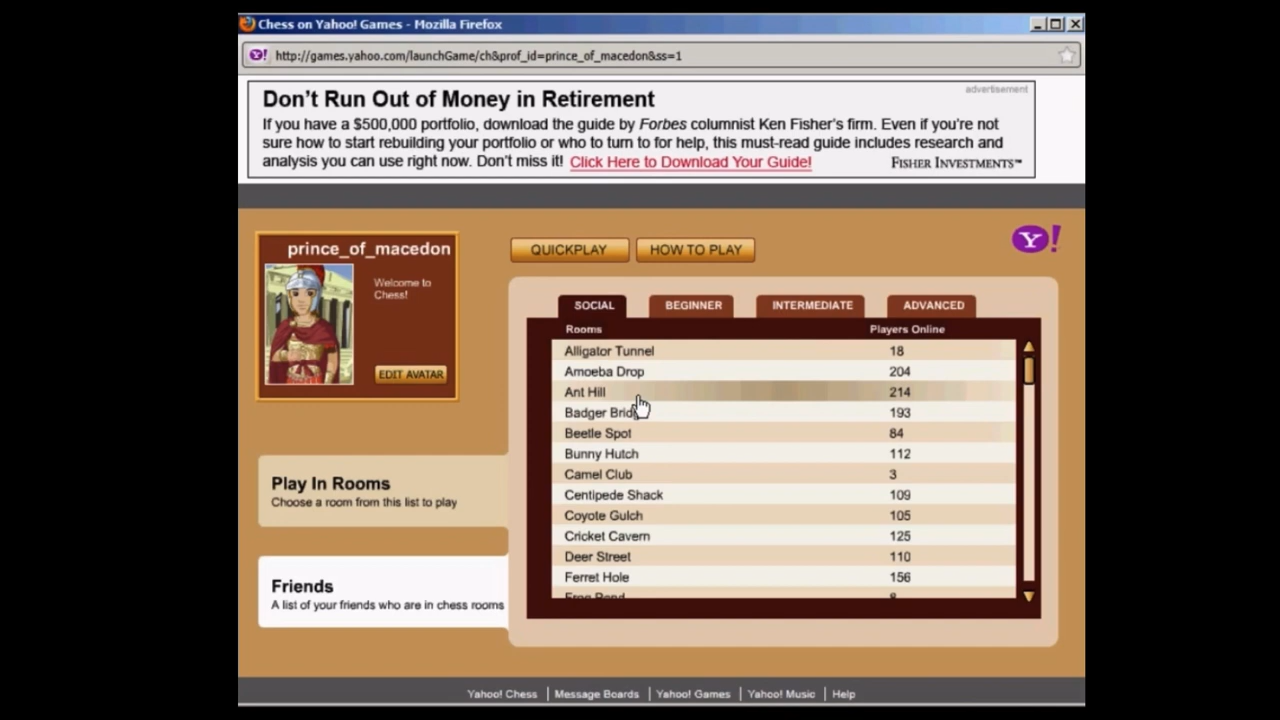 Chess on Yahoo! Games - Mozilla Firefox
http://games.yahoo.com/launchGame/ch&prof_id=prince_of_macedon&ss=1
advertisement
Don't Run Out of Money in Retirement
If you have a $500,000 portfolio, download the guide by Forbes columnist Ken Fisher's firm. Even if you're not
sure how to start rebuilding your portfolio or who to turn to for help, this must-read guide includes research and
analysis you can use right now. Don't miss it! Click Here to Download Your Guide! FISHER INVESTMENTS™
prince_of_macedon
Welcome to
Chess!
EDIT AVATAR
QUICKPLAY HOW TO PLAY
Y!
SOCIAL BEGINNER INTERMEDIATE ADVANCED
Rooms Players Online
Alligator Tunnel 18
Amoeba Drop 204
Ant Hill 214
Badger 193
Beetle Spot 84
Bunny Hutch 112
Camel Club 3
Centipede Shack 109
Coyote Gulch 105
Cricket Cavern 125
Deer Street 110
Ferret Hole 156
Play In Rooms
Choose a room from this list to play
Friends
A list of your friends who are in chess rooms
Yahoo! Chess | Message Boards | Yahoo! Games | Yahoo! Music | Help